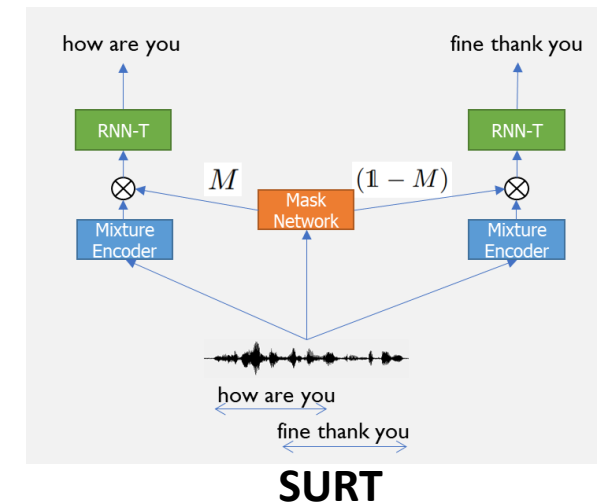 how are you
fine thank you
RNN-T
RNN-T
M
(𝟙 − M)
Mask
Network
Mixture
Encoder
Mixture
Encoder
how are you
fine thank you
SURT